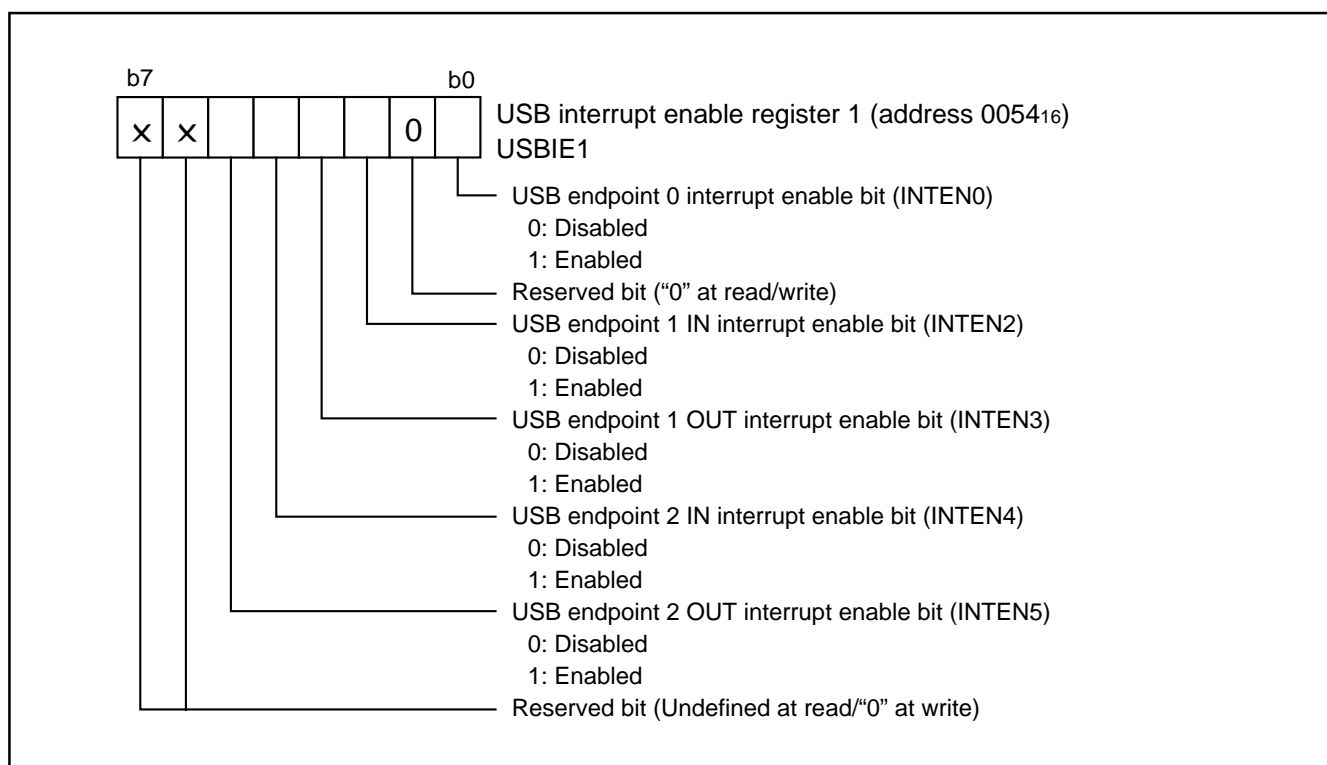 b7 b0
x x 0
USB interrupt enable register 1 (address 0054₁₆)
USBIE1
USB endpoint 0 interrupt enable bit (INTEN0)
0: Disabled
1: Enabled
Reserved bit (“0” at read/write)
USB endpoint 1 IN interrupt enable bit (INTEN2)
0: Disabled
1: Enabled
USB endpoint 1 OUT interrupt enable bit (INTEN3)
0: Disabled
1: Enabled
USB endpoint 2 IN interrupt enable bit (INTEN4)
0: Disabled
1: Enabled
USB endpoint 2 OUT interrupt enable bit (INTEN5)
0: Disabled
1: Enabled
Reserved bit (Undefined at read/“0” at write)